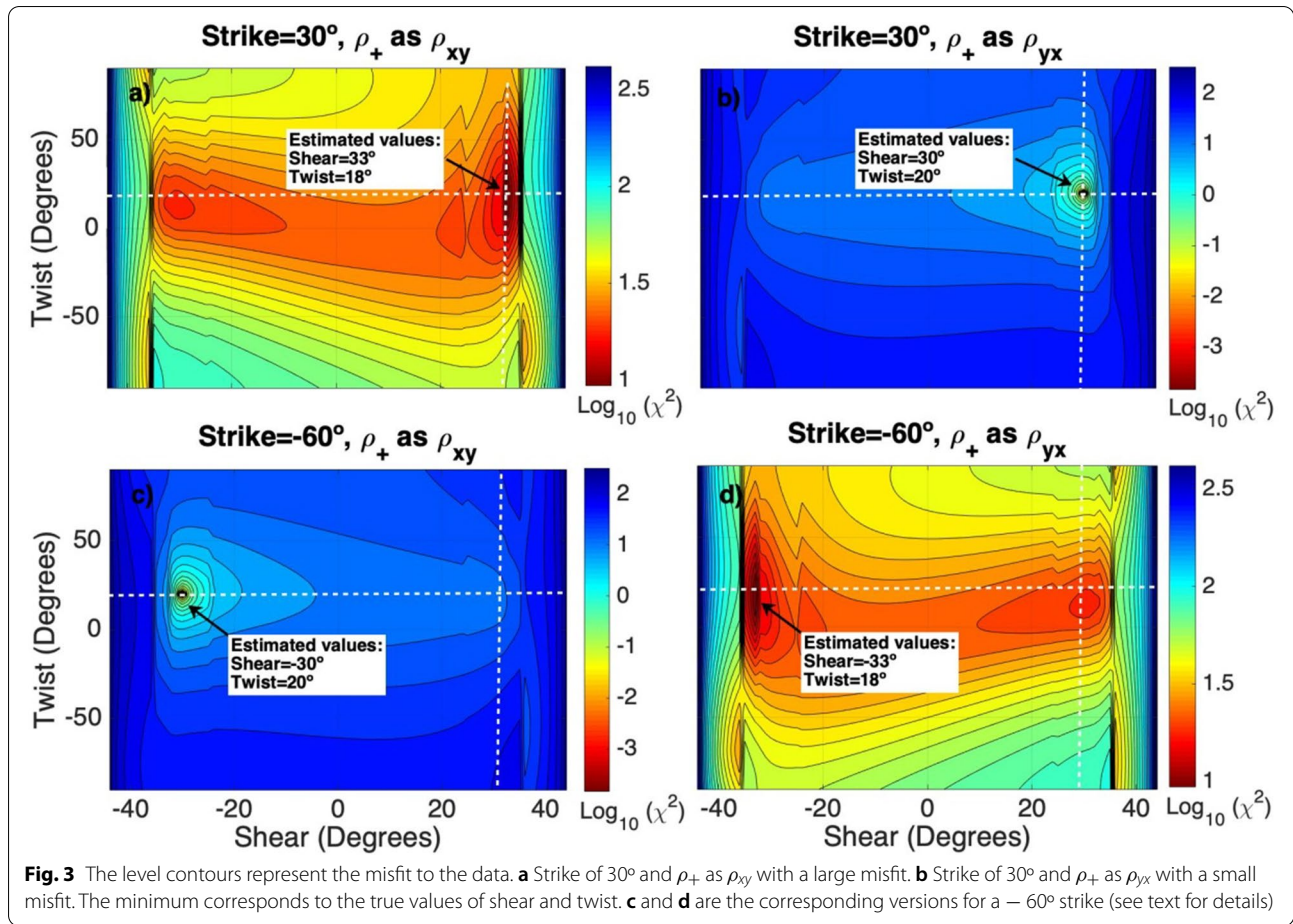 Strike=30º, ρ+ as ρxy
a)
Estimated values:
Shear=33º
Twist=18º
Twist (Degrees)
50
0
-50
2.5
2
1.5
1
Log10 (χ2)
Strike=30º, ρ+ as ρyx
b)
Estimated values:
Shear=30º
Twist=20º
2
1
0
-1
-2
-3
Log10 (χ2)
Strike=-60º, ρ+ as ρxy
c)
Estimated values:
Shear=-30º
Twist=20º
Twist (Degrees)
50
0
-50
-40 -20 0 20 40
Shear (Degrees)
2
1
0
-1
-2
-3
Log10 (χ2)
Strike=-60º, ρ+ as ρyx
d)
Estimated values:
Shear=-33º
Twist=18º
-40 -20 0 20 40
Shear (Degrees)
2.5
2
1.5
1
Log10 (χ2)
Fig. 3 The level contours represent the misfit to the data. a Strike of 30º and ρ+ as ρxy with a large misfit. b Strike of 30º and ρ+ as ρyx with a small
misfit. The minimum corresponds to the true values of shear and twist. c and d are the corresponding versions for a − 60º strike (see text for details)